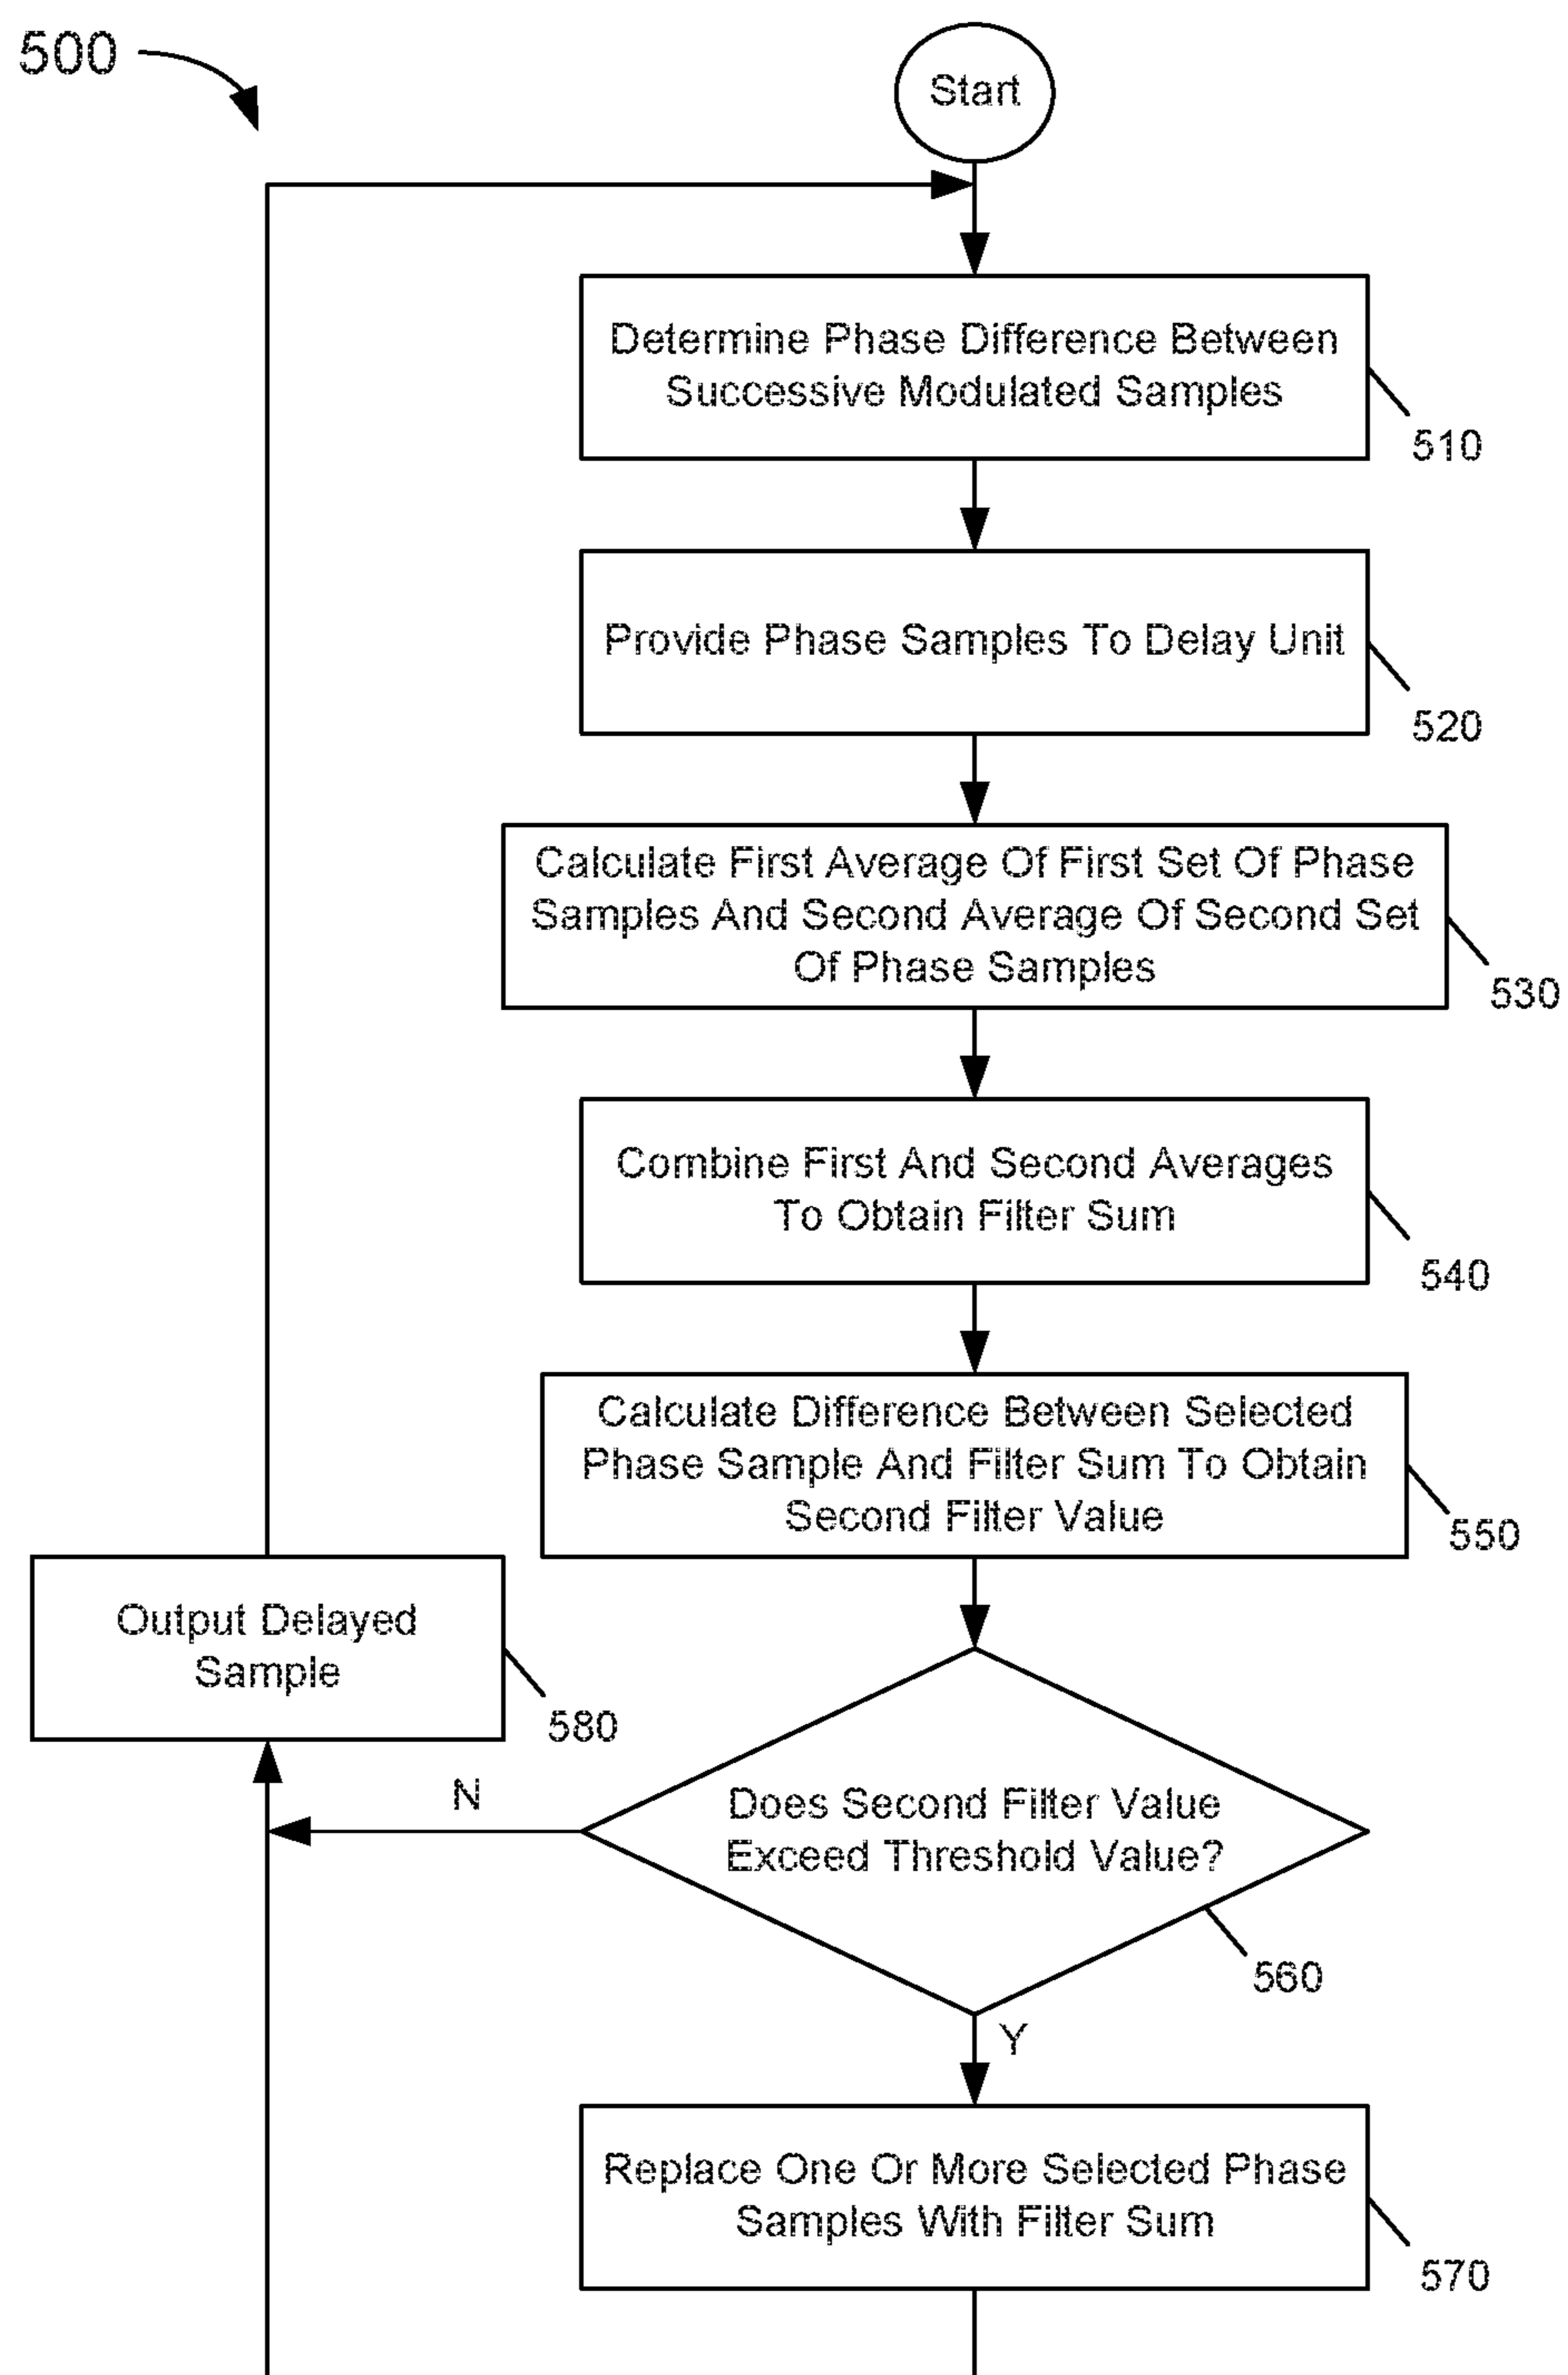 500
Start
Determine Phase Difference Between
Successive Modulated Samples
510
Provide Phase Samples To Delay Unit
520
Calculate First Average Of First Set Of Phase
Samples And Second Average Of Second Set
Of Phase Samples
530
Combine First And Second Averages
To Obtain Filter Sum
540
Calculate Difference Between Selected
Phase Sample And Filter Sum To Obtain
Second Filter Value
550
Output Delayed
Sample
580
N
Does Second Filter Value
Exceed Threshold Value?
560
Y
Replace One Or More Selected Phase
Samples With Filter Sum
570